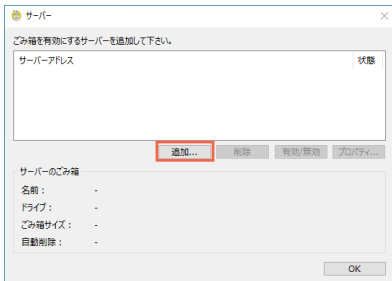 サーバー
ごみ箱を有効にするサーバーを追加して下さい。
サーバーアドレス 状態
追加... 削除 有効/無効 プロパティ...
サーバーのごみ箱
名前： -
ドライブ： -
ごみ箱サイズ： -
自動削除： -
OK